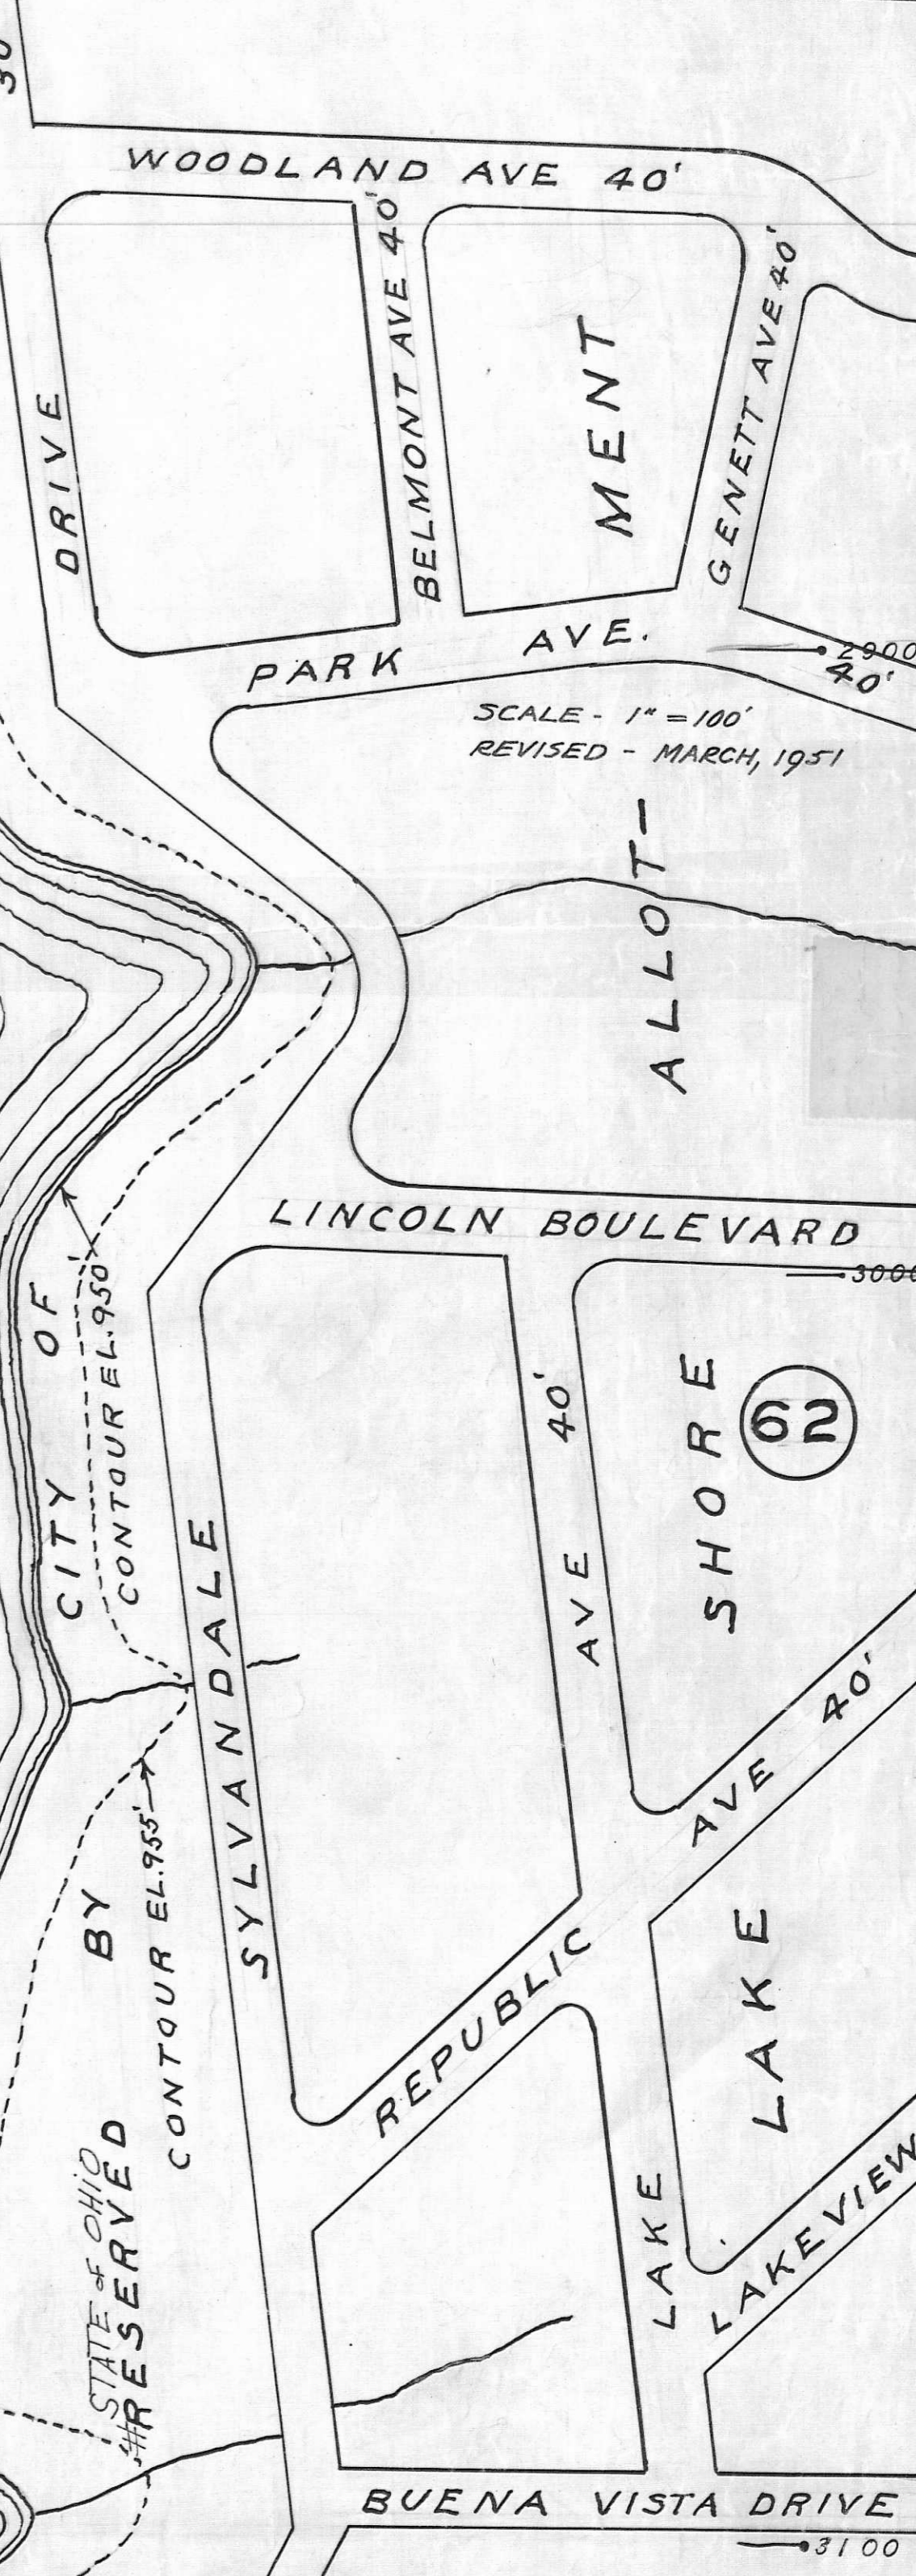 30
WOODLAND AVE 40'
BELMONT AVE 40'
GENETT AVE 40'
MENT
DRIVE
PARK AVE.
2900
40'
SCALE - 1" = 100'
REVISED - MARCH, 1951
ALLOT-
LINCOLN BOULEVARD
3000
CITY OF
CONTOUR EL.950'
SHORE
62
AVE 40'
SYLVANDALE
AVE 40'
REPUBLIC
BY
CONTOUR EL.955'
LAKE
STATE of OHIO
RESERVED
LAKE
LAKEVIEW
BUENA VISTA DRIVE
3100